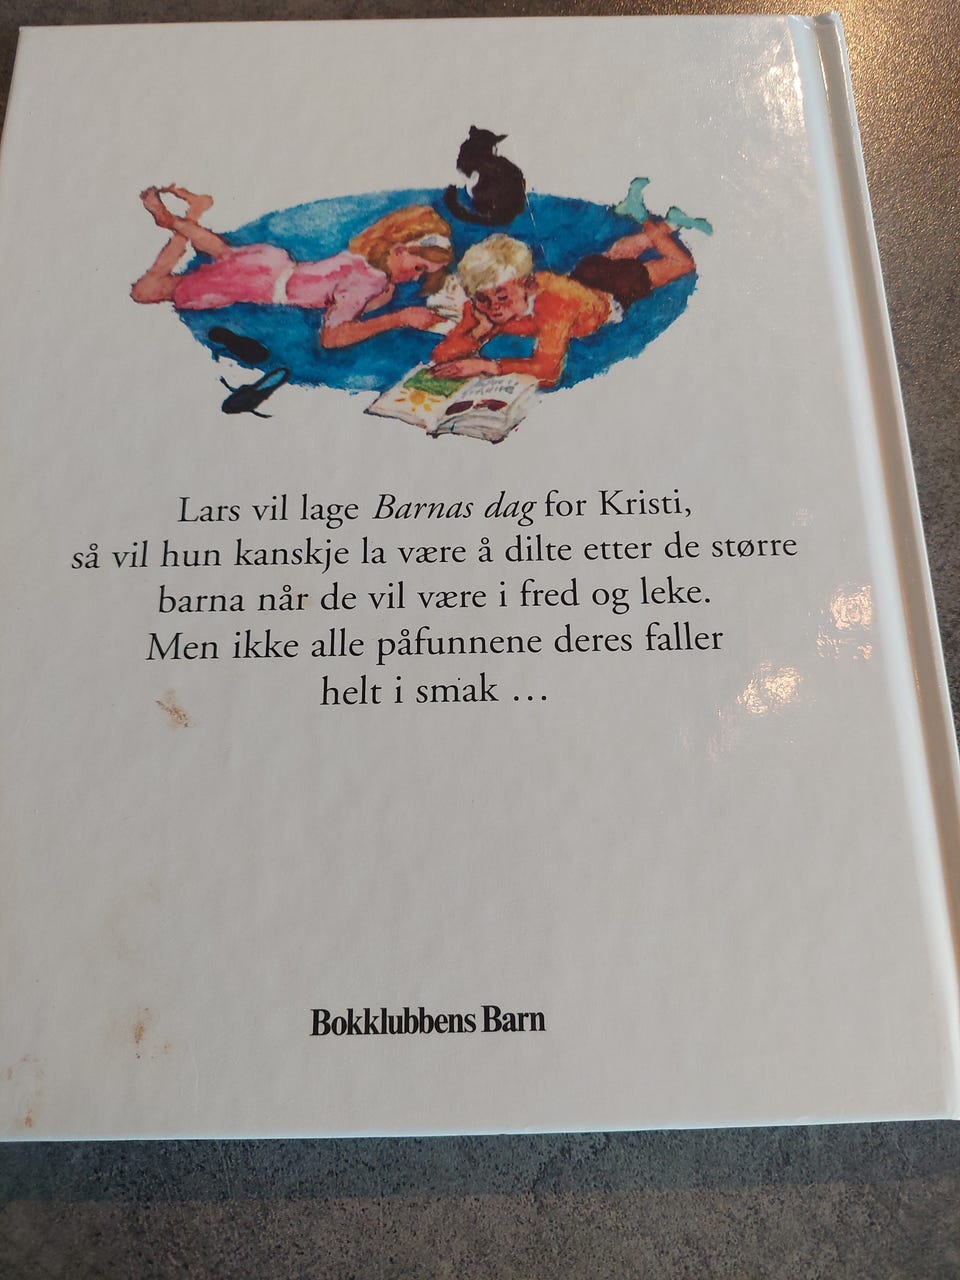 Lars vil lage Barnas dag for Kristi,
så vil hun kanskje la være å dilte etter de større
barna når de vil være i fred og leke.
Men ikke alle påfunnene deres faller
helt i smak ...
Bokklubbens Barn